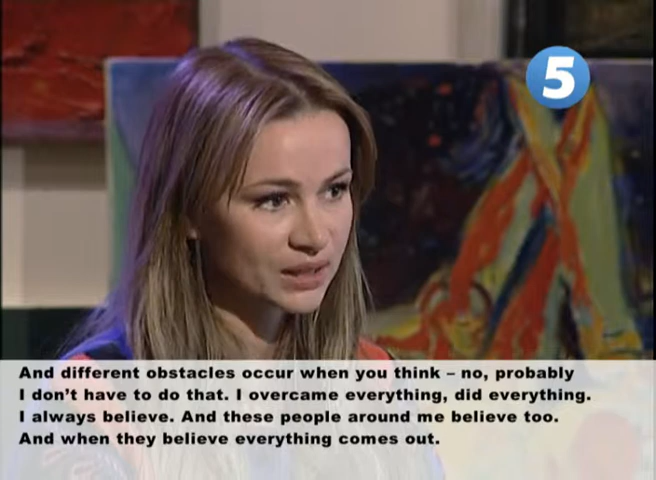 5
And different obstacles occur when you think – no, probably
I don't have to do that. I overcame everything, did everything.
I always believe. And these people around me believe too.
And when they believe everything comes out.